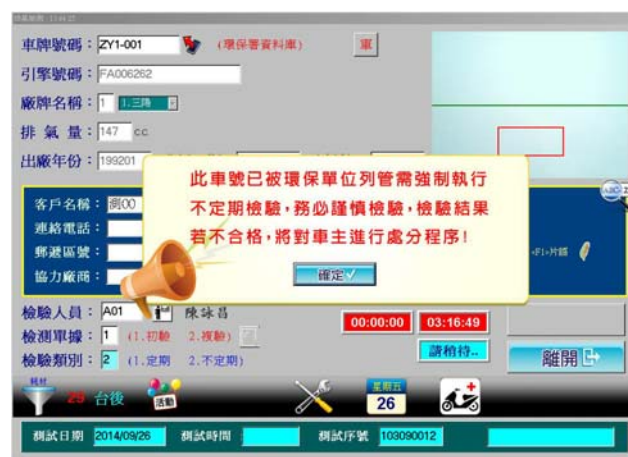 車牌號碼： ZY1-001 （環保署資料庫） 軍
引擎號碼： FA006262
廠牌名稱： 1 1.三陽
排 氣 量： 147 cc
出廠年份： 199201
此車號已被環保單位列管需強制執行
不定期檢驗，務必謹慎檢驗，檢驗結果
若不合格，將對車主進行處分程序！
確定
客戶名稱： 測00
連絡電話：
郵遞區號：
協力廠商：
<F1>片語
檢驗人員： A01 陳詠昌
00:00:00 03:16:49
檢測單據： 1 (1.初驗 2.複驗)
請稍待..
檢驗類別： 2 (1.定期 2.不定期)
離開
耗材
29 台後
活動
星期五
26
測試日期 2014/09/26 測試時間 測試序號 103090012